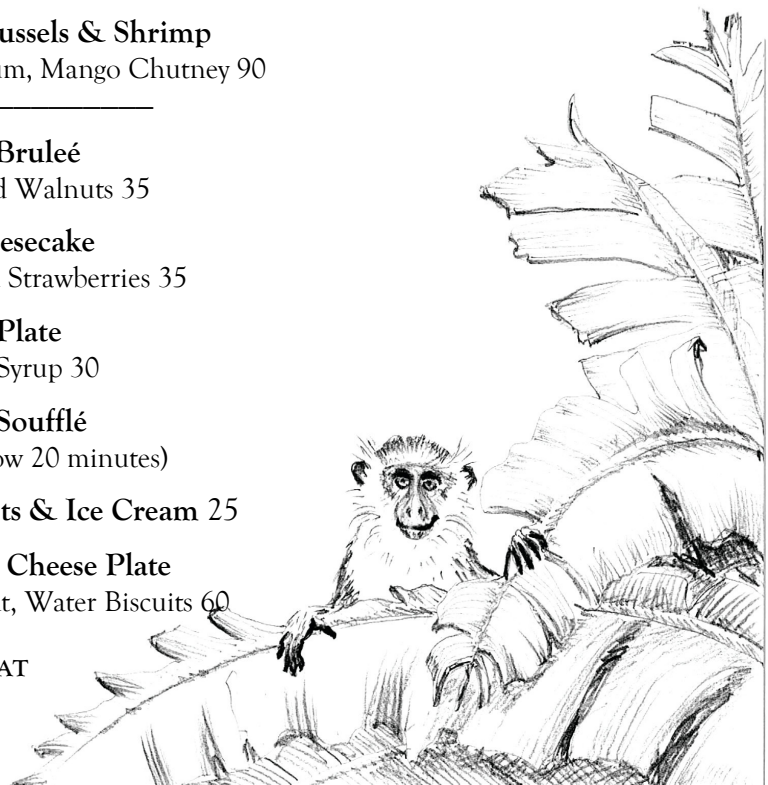 ussels & Shrimp
um, Mango Chutney 90
Bruleé
d Walnuts 35
esecake
Strawberries 35
Plate
Syrup 30
Soufflé
ow 20 minutes)
ts & Ice Cream 25
Cheese Plate
t, Water Biscuits 60
AT